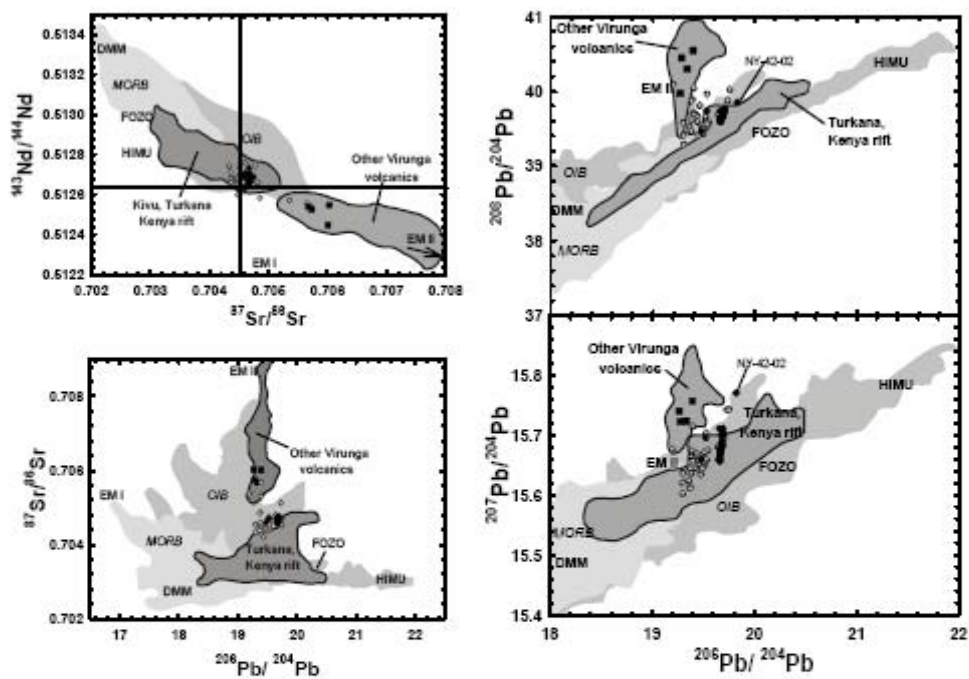 0.5134
0.5132
0.5130
0.5128
0.5126
0.5124
0.5122
¹⁴³Nd/¹⁴⁴Nd
DMM
MORB
FOZO
HIMU
OIB
Other Virunga
volcanics
Kivu, Turkana
Kenya rift
EM I
EM II
0.702 0.703 0.704 0.705 0.706 0.707 0.708
⁸⁷Sr/⁸⁶Sr
0.708
0.706
0.704
0.702
⁸⁷Sr/⁸⁶Sr
EM II
Other Virunga
volcanics
OIB
EM I
MORB
Turkana,
Kenya rift
FOZO
DMM
HIMU
17 18 19 20 21 22
²⁰⁶Pb/ ²⁰⁴Pb
41
40
39
38
37
²⁰⁸Pb/²⁰⁴Pb
Other Virunga
volcanics
NY-42-02
HIMU
EM II
FOZO
Turkana,
Kenya rift
OIB
DMM
MORB
15.8
15.7
15.6
15.5
15.4
²⁰⁷Pb/²⁰⁴Pb
Other Virunga
volcanics
NY-42-02
HIMU
Turkana,
Kenya rift
EM II
FOZO
OIB
MORB
DMM
18 19 20 21 22
²⁰⁶Pb/ ²⁰⁴Pb